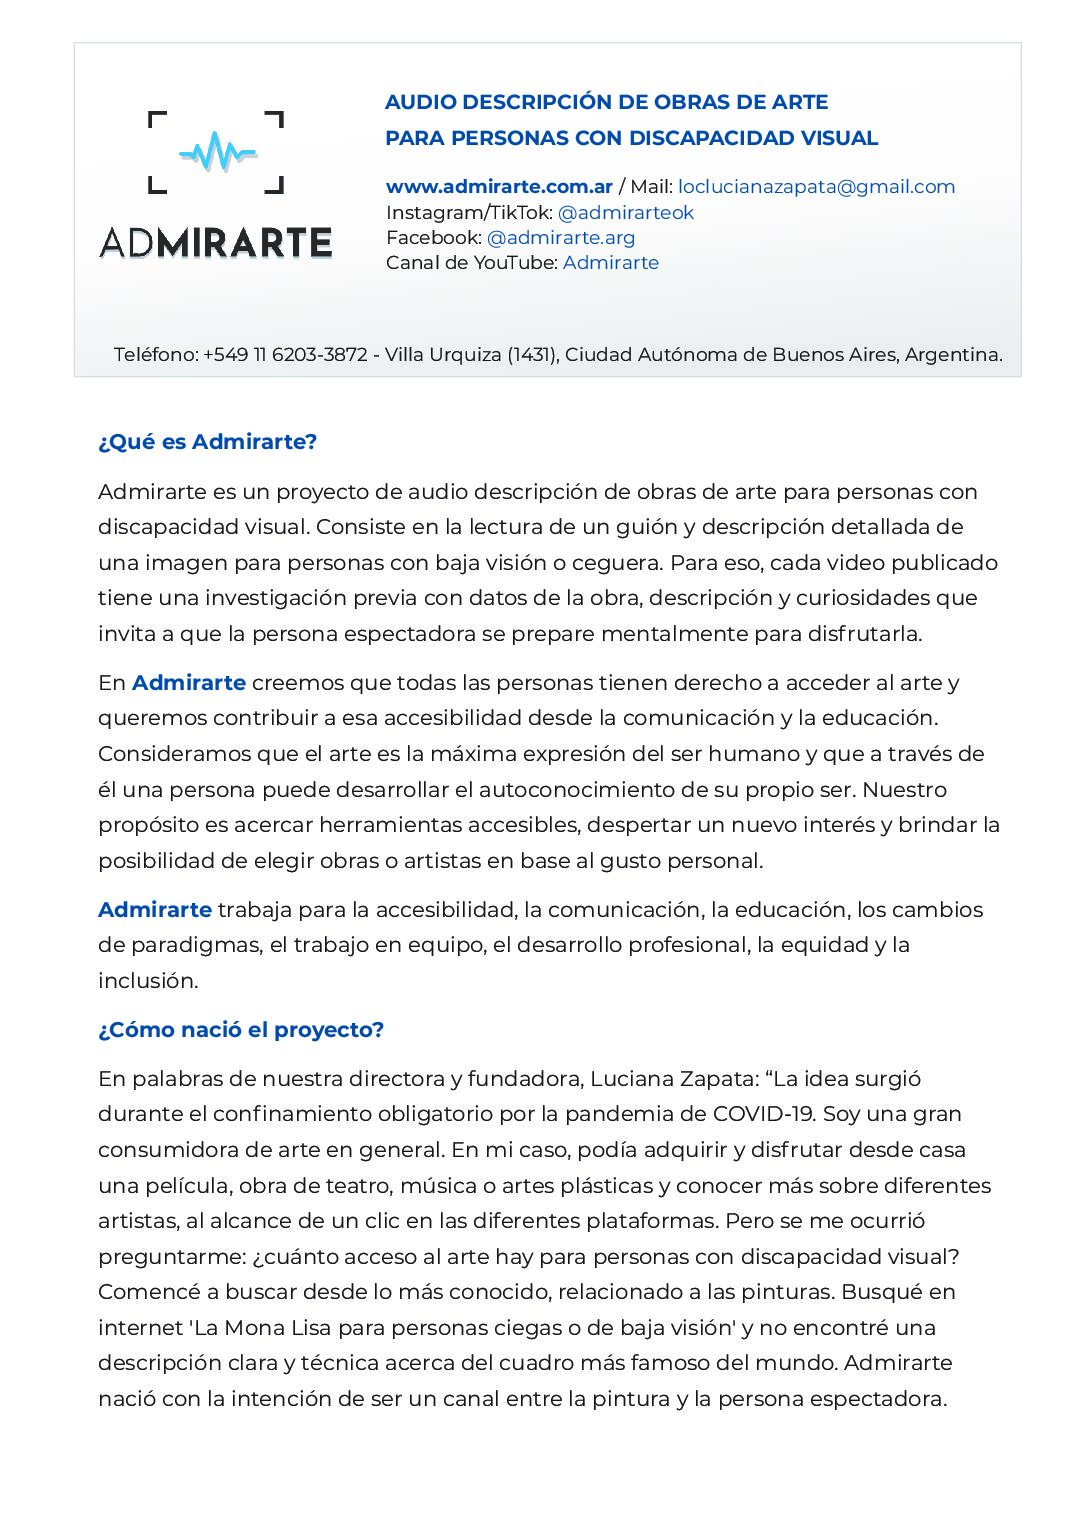 ADMIRARTE
AUDIO DESCRIPCIÓN DE OBRAS DE ARTE
PARA PERSONAS CON DISCAPACIDAD VISUAL
www.admirarte.com.ar / Mail: loclucianazapata@gmail.com
Instagram/TikTok: @admirarteok
Facebook: @admirarte.arg
Canal de YouTube: Admirarte
Teléfono: +549 11 6203-3872 - Villa Urquiza (1431), Ciudad Autónoma de Buenos Aires, Argentina.
¿Qué es Admirarte?
Admirarte es un proyecto de audio descripción de obras de arte para personas con
discapacidad visual. Consiste en la lectura de un guión y descripción detallada de
una imagen para personas con baja visión o ceguera. Para eso, cada video publicado
tiene una investigación previa con datos de la obra, descripción y curiosidades que
invita a que la persona espectadora se prepare mentalmente para disfrutarla.
En Admirarte creemos que todas las personas tienen derecho a acceder al arte y
queremos contribuir a esa accesibilidad desde la comunicación y la educación.
Consideramos que el arte es la máxima expresión del ser humano y que a través de
él una persona puede desarrollar el autoconocimiento de su propio ser. Nuestro
propósito es acercar herramientas accesibles, despertar un nuevo interés y brindar la
posibilidad de elegir obras o artistas en base al gusto personal.
Admirarte trabaja para la accesibilidad, la comunicación, la educación, los cambios
de paradigmas, el trabajo en equipo, el desarrollo profesional, la equidad y la
inclusión.
¿Cómo nació el proyecto?
En palabras de nuestra directora y fundadora, Luciana Zapata: “La idea surgió
durante el confinamiento obligatorio por la pandemia de COVID-19. Soy una gran
consumidora de arte en general. En mi caso, podía adquirir y disfrutar desde casa
una película, obra de teatro, música o artes plásticas y conocer más sobre diferentes
artistas, al alcance de un clic en las diferentes plataformas. Pero se me ocurrió
preguntarme: ¿cuánto acceso al arte hay para personas con discapacidad visual?
Comencé a buscar desde lo más conocido, relacionado a las pinturas. Busqué en
internet 'La Mona Lisa para personas ciegas o de baja visión' y no encontré una
descripción clara y técnica acerca del cuadro más famoso del mundo. Admirarte
nació con la intención de ser un canal entre la pintura y la persona espectadora.